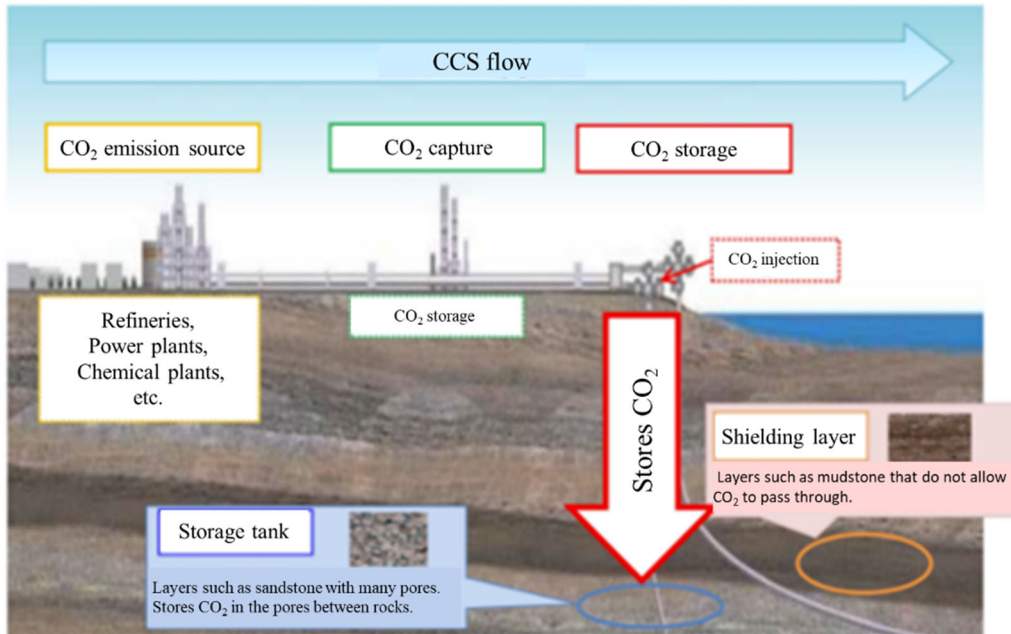 CCS flow
CO₂ emission source
CO₂ capture
CO₂ storage
CO₂ injection
Refineries,
Power plants,
Chemical plants,
etc.
CO₂ storage
Stores CO₂
Shielding layer
Layers such as mudstone that do not allow
CO₂ to pass through.
Storage tank
Layers such as sandstone with many pores.
Stores CO₂ in the pores between rocks.